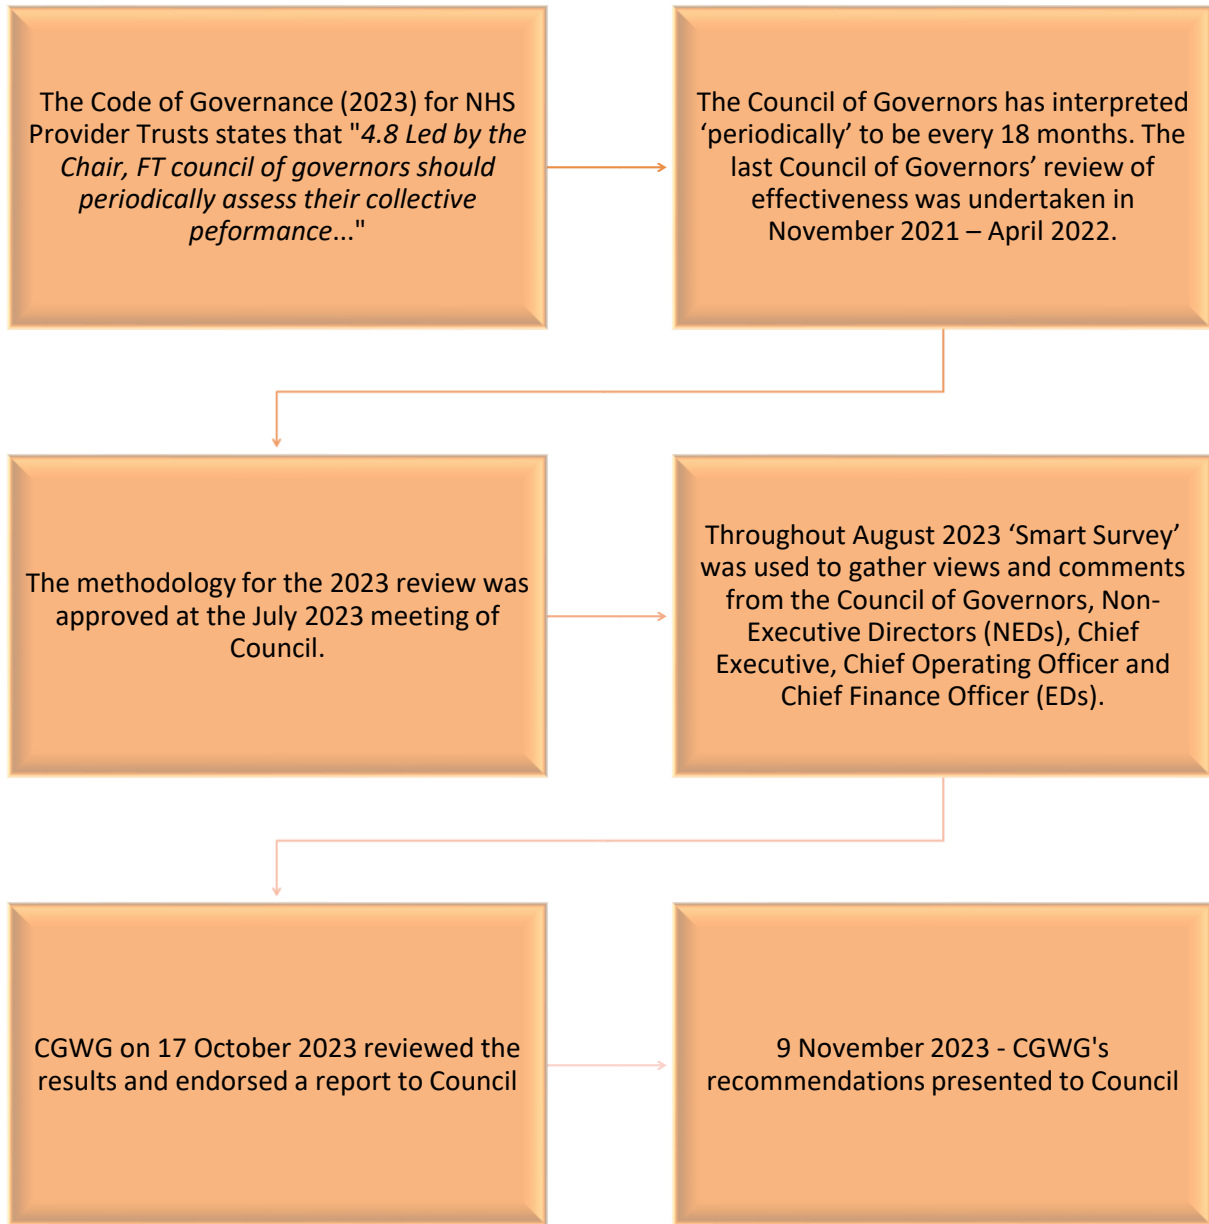 The Code of Governance (2023) for NHS
Provider Trusts states that "4.8 Led by the
Chair, FT council of governors should
periodically assess their collective
peformance..."
The Council of Governors has interpreted
‘periodically’ to be every 18 months. The
last Council of Governors’ review of
effectiveness was undertaken in
November 2021 – April 2022.
The methodology for the 2023 review was
approved at the July 2023 meeting of
Council.
Throughout August 2023 ‘Smart Survey’
was used to gather views and comments
from the Council of Governors, Non-
Executive Directors (NEDs), Chief
Executive, Chief Operating Officer and
Chief Finance Officer (EDs).
CGWG on 17 October 2023 reviewed the
results and endorsed a report to Council
9 November 2023 - CGWG's
recommendations presented to Council